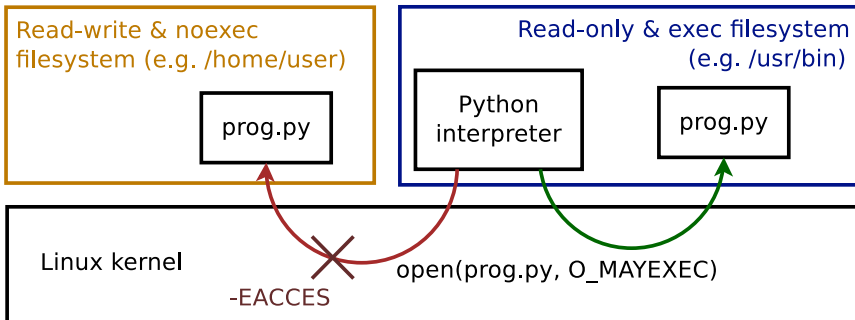 Read-write & noexec
filesystem (e.g. /home/user)
prog.py
Read-only & exec filesystem
(e.g. /usr/bin)
Python
interpreter
prog.py
Linux kernel
-EACCES
open(prog.py, O_MAYEXEC)